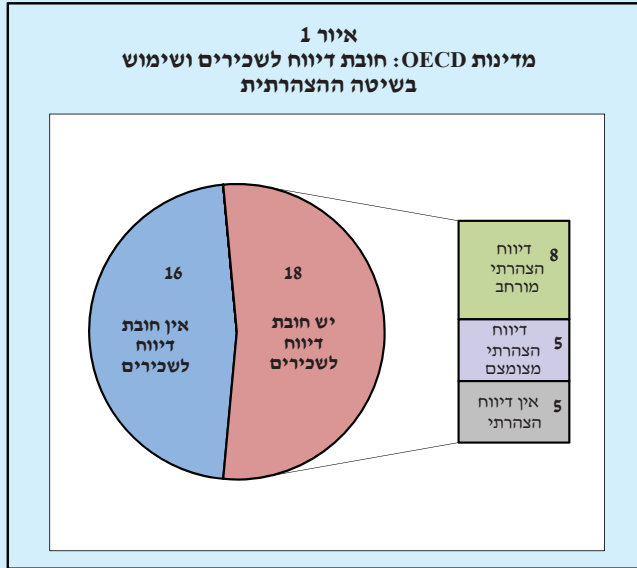 איור 1
מדינות OECD: חובת דיווח לשכירים ושימוש
בשיטה ההצהרתית
18
יש חובת
דיווח
לשכירים
16
אין חובת
דיווח
לשכירים
8 דיווח
הצהרתי
מורחב
5 דיווח
הצהרתי
מצומצם
5 אין דיווח
הצהרתי